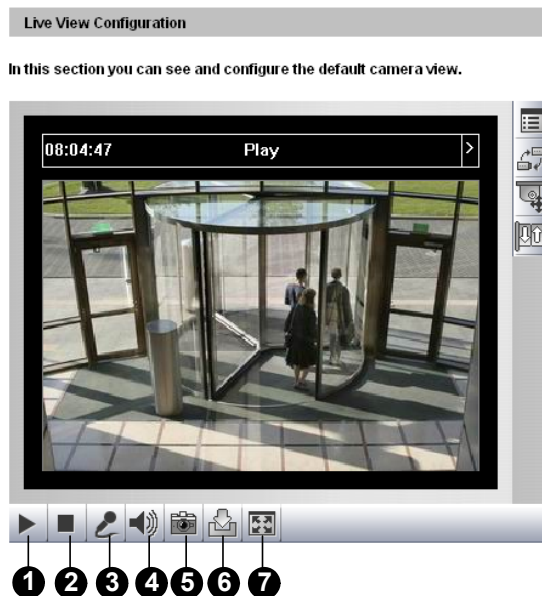 Live View Configuration
In this section you can see and configure the default camera view.
08:04:47 Play >
1 2 3 4 5 6 7